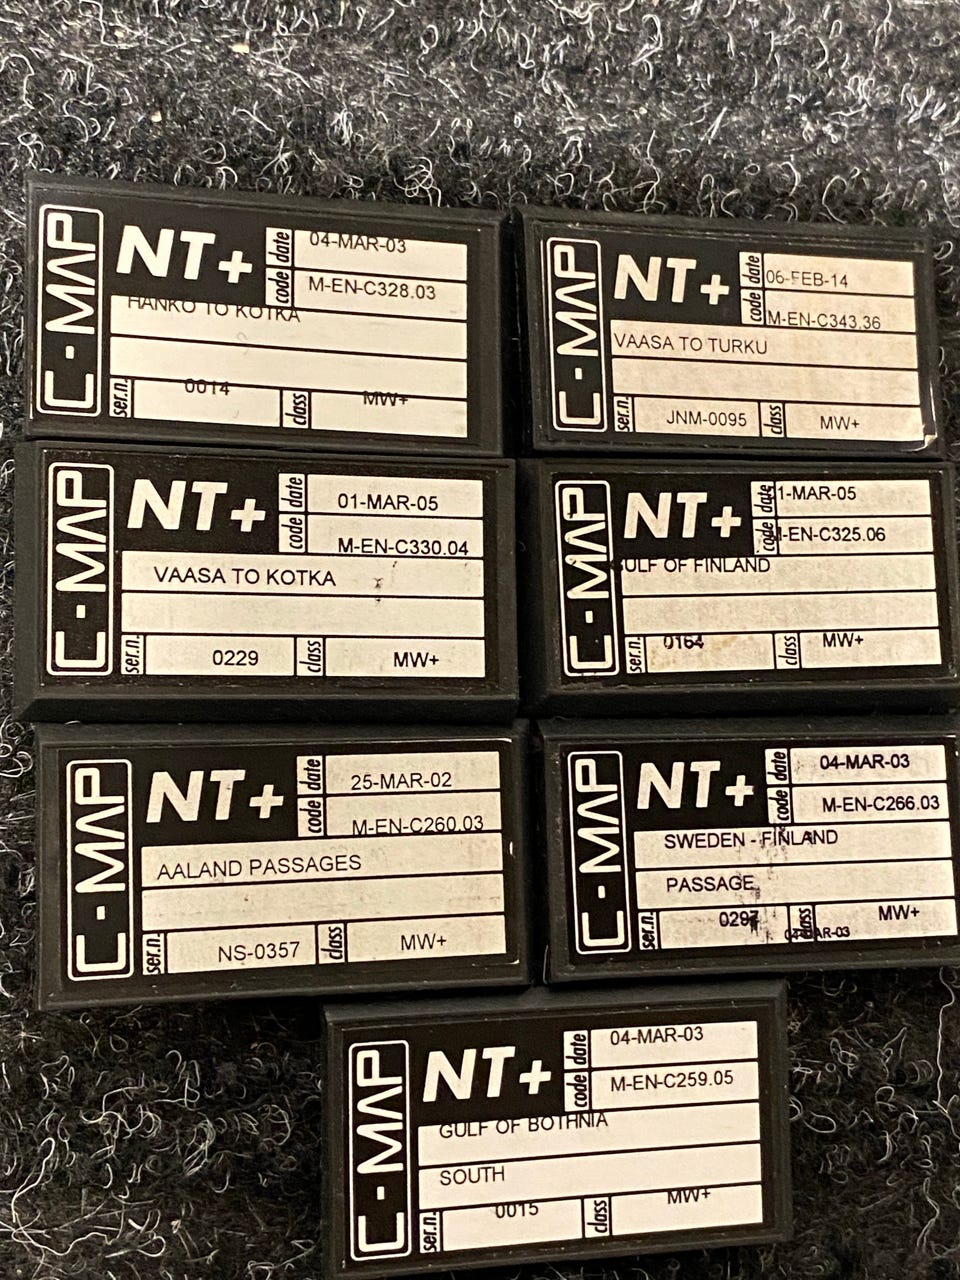 C-MAP
NT+
date 04-MAR-03
code M-EN-C328.03
HANKO TO KOTKA
ser.n. 0014 class MW+
C-MAP
NT+
date 06-FEB-14
code M-EN-C343.36
VAASA TO TURKU
ser.n. JNM-0095 class MW+
C-MAP
NT+
date 01-MAR-05
code M-EN-C330.04
VAASA TO KOTKA
ser.n. 0229 class MW+
C-MAP
NT+
date 1-MAR-05
code M-EN-C325.06
GULF OF FINLAND
ser.n. 0164 class MW+
C-MAP
NT+
date 25-MAR-02
code M-EN-C260.03
AALAND PASSAGES
ser.n. NS-0357 class MW+
C-MAP
NT+
date 04-MAR-03
code M-EN-C266.03
SWEDEN - FINLAND
PASSAGE
ser.n. 0297 class MW+
04-MAR-03
C-MAP
NT+
date 04-MAR-03
code M-EN-C259.05
GULF OF BOTHNIA
SOUTH
ser.n. 0015 class MW+